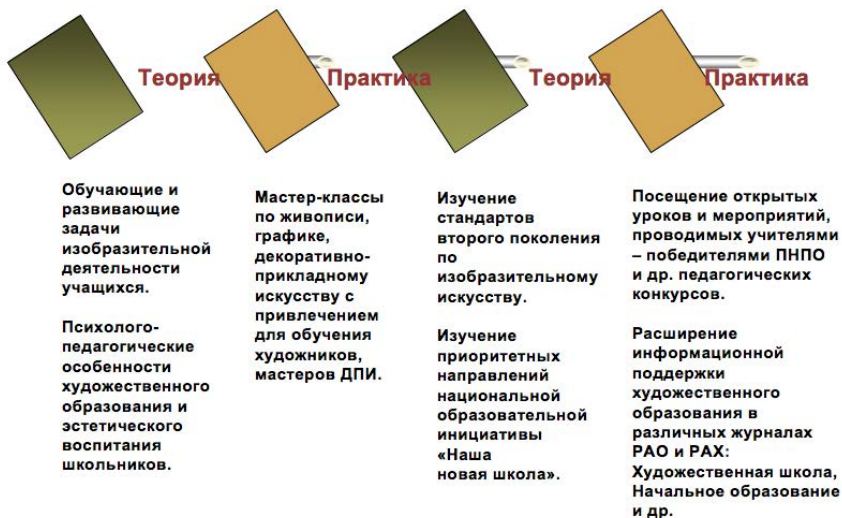 Теория
Практика
Теория
Практика
Обучающие и
развивающие
задачи
изобразительной
деятельности
учащихся.
Психолого-
педагогические
особенности
художественного
образования и
эстетического
воспитания
школьников.
Мастер-классы
по живописи,
графике,
декоративно-
прикладному
искусству с
привлечением
для обучения
художников,
мастеров ДПИ.
Изучение
стандартов
второго поколения
по
изобразительному
искусству.
Изучение
приоритетных
направлений
национальной
образовательной
инициативы
«Наша
новая школа».
Посещение открытых
уроков и мероприятий,
проводимых учителями
– победителями ПНПО
и др. педагогических
конкурсов.
Расширение
информационной
поддержки
художественного
образования в
различных журналах
РАО и РАХ:
Художественная школа,
Начальное образование
и др.